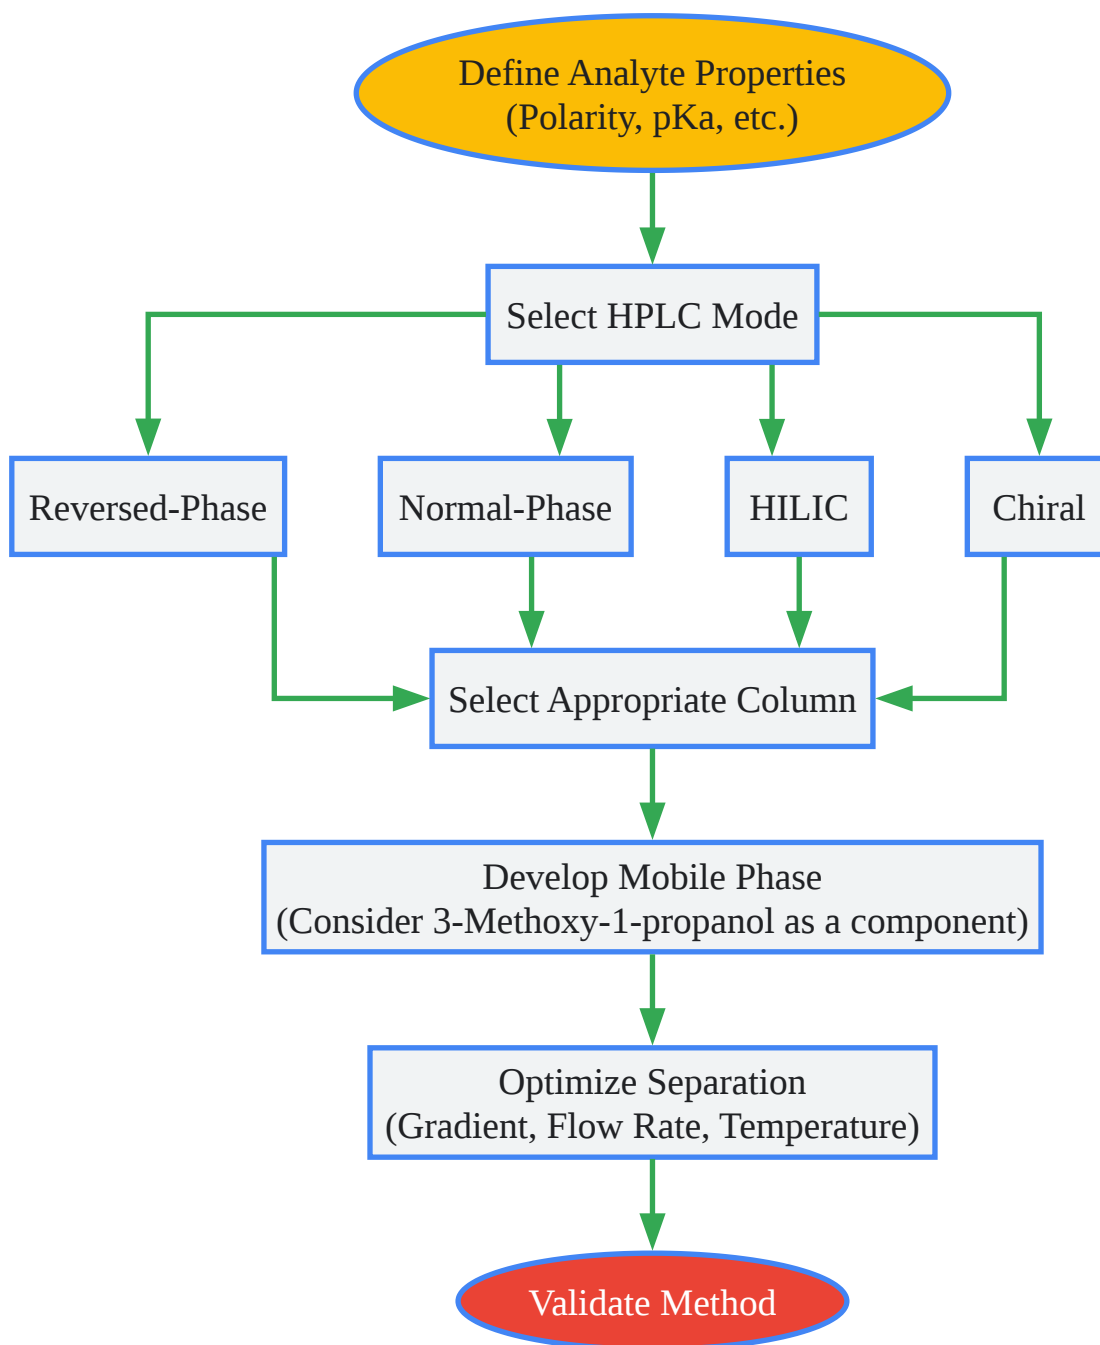 Define Analyte Properties
(Polarity, pKa, etc.)
Select HPLC Mode
Reversed-Phase
Normal-Phase
HILIC
Chiral
Select Appropriate Column
Develop Mobile Phase
(Consider 3-Methoxy-1-propanol as a component)
Optimize Separation
(Gradient, Flow Rate, Temperature)
Validate Method